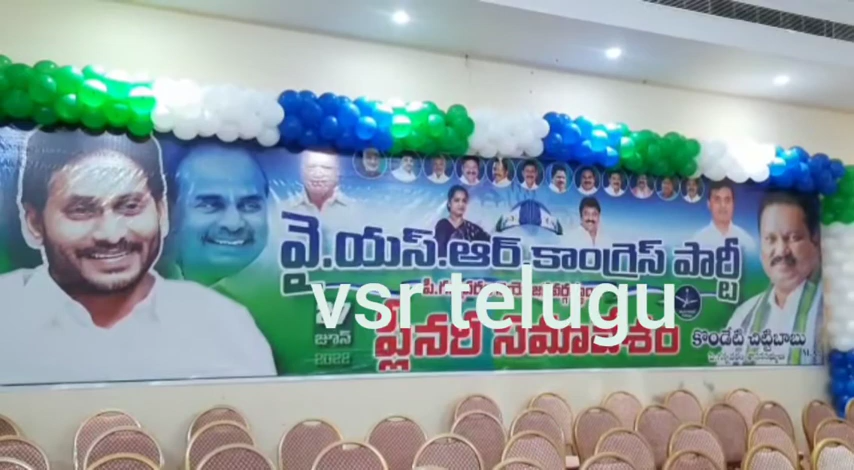 వై.యస్.ఆర్.కాంగ్రెస్ పార్టీ
vsr telugu
జూన్
2022
ప్లీనరీ సమావేశం
కొండేటి చిట్టిబాబు